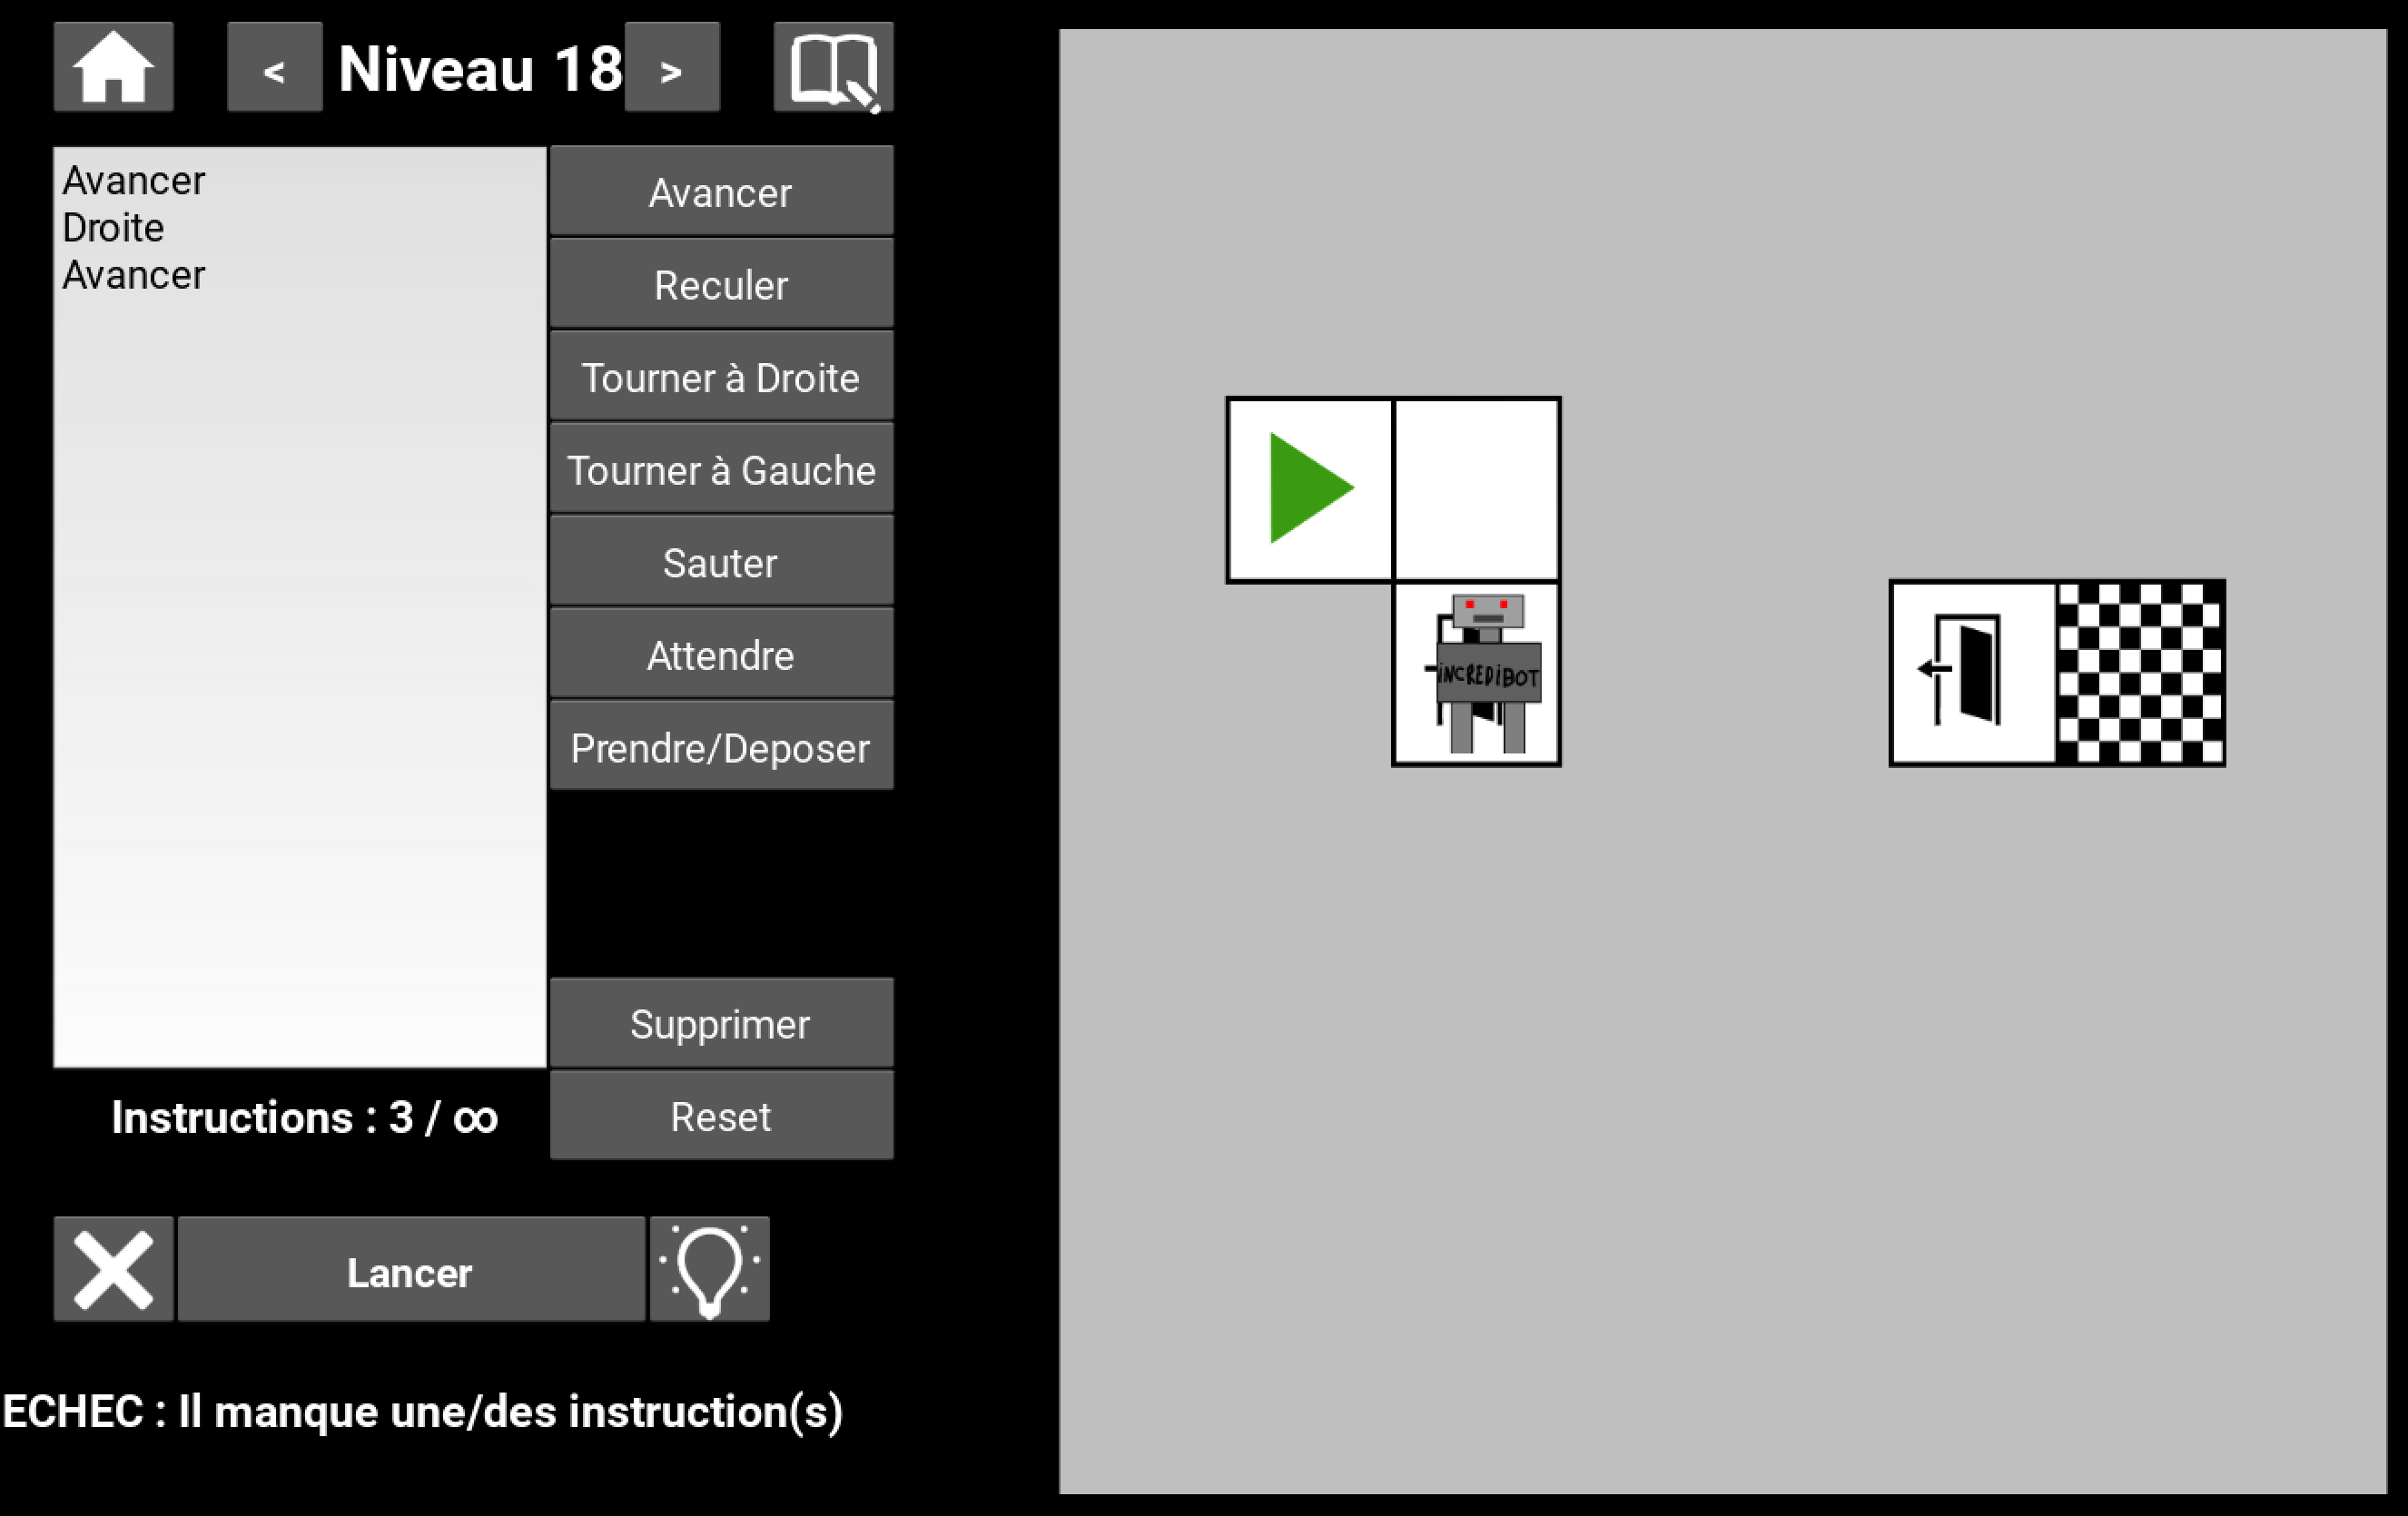 < Niveau 18 >
Avancer
Droite
Avancer
Avancer
Reculer
Tourner à Droite
Tourner à Gauche
Sauter
Attendre
Prendre/Deposer
Supprimer
Reset
Instructions : 3 / ∞
Lancer
ECHEC : Il manque une/des instruction(s)
INCREDiBOT